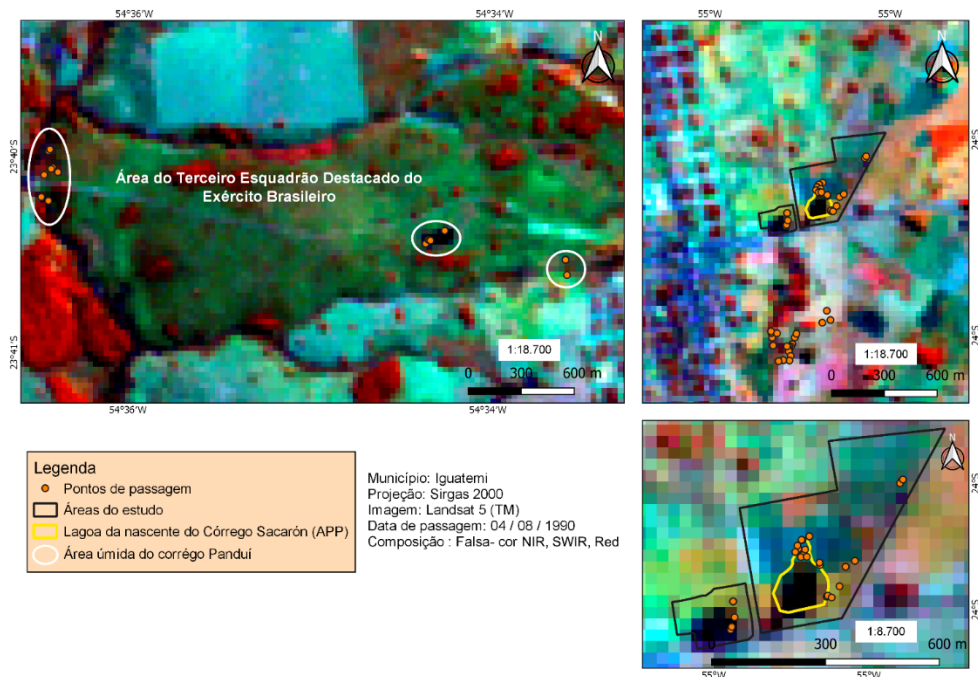 54°36'W
54°34'W
N
23°40'S
Área do Terceiro Esquadrão Destacado do
Exército Brasileiro
23°41'S
1:18.700
0 300 600 m
54°36'W
54°34'W
55°W
55°W
N
24°S
24°S
1:18.700
0 300 600 m
Legenda
Pontos de passagem
Áreas do estudo
Lagoa da nascente do Córrego Sacarón (APP)
Área úmida do corrégo Panduí
Município: Iguatemi
Projeção: Sirgas 2000
Imagem: Landsat 5 (TM)
Data de passagem: 04 / 08 / 1990
Composição : Falsa- cor NIR, SWIR, Red
N
24°S
24°S
1:8.700
0 300 600 m
55°W
55°W